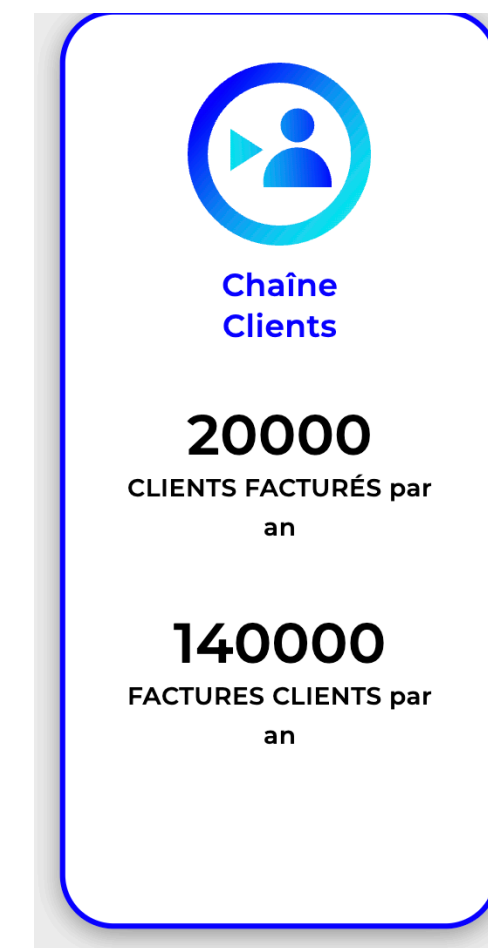 Chaîne
Clients
20000
CLIENTS FACTURÉS par
an
140000
FACTURES CLIENTS par
an